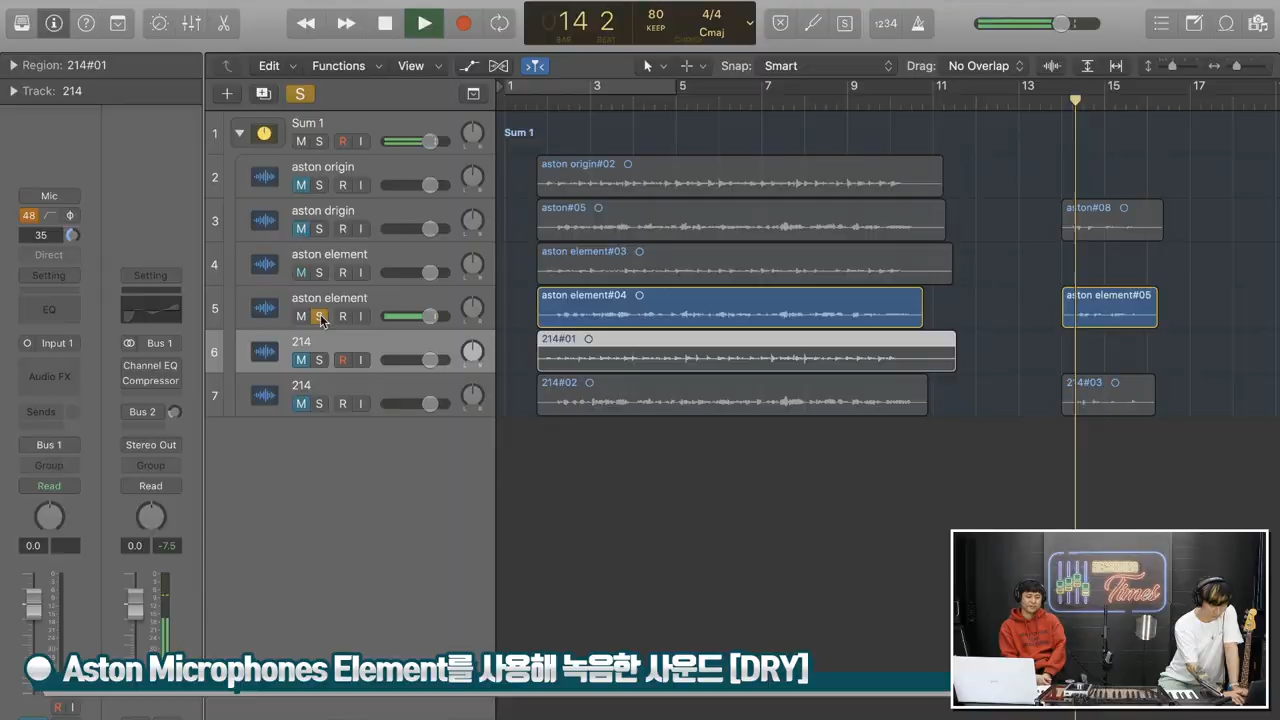 14 2
BAR BEAT
80
KEEP
4/4
Cmaj
S
1234
Region: 214#01
Track: 214
Edit Functions View
Snap: Smart
Drag: No Overlap
S
1 3 5 7 9 11 13 15 17
Mic
48
35
Direct
Setting
EQ
Input 1
Audio FX
Sends
Bus 1
Group
Read
0.0
Setting
Bus 1
Channel EQ
Compressor
Bus 2
Stereo Out
Group
Read
0.0 -7.5
R I
1 Sum 1
M S R I
2 aston origin
M S R I
3 aston drigin
M S R I
4 aston element
M S R I
5 aston element
M S R I
6 214
M S R I
7 214
M S R I
Sum 1
aston origin#02
aston#05
aston#08
aston element#03
aston element#04
aston element#05
214#01
214#02
214#03
Times
Aston Microphones Element를 사용해 녹음한 사운드 [DRY]